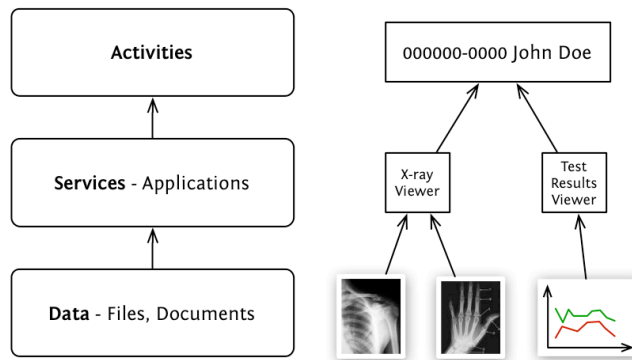 Activities
000000-0000 John Doe
Services - Applications
X-ray
Viewer
Test
Results
Viewer
Data - Files, Documents